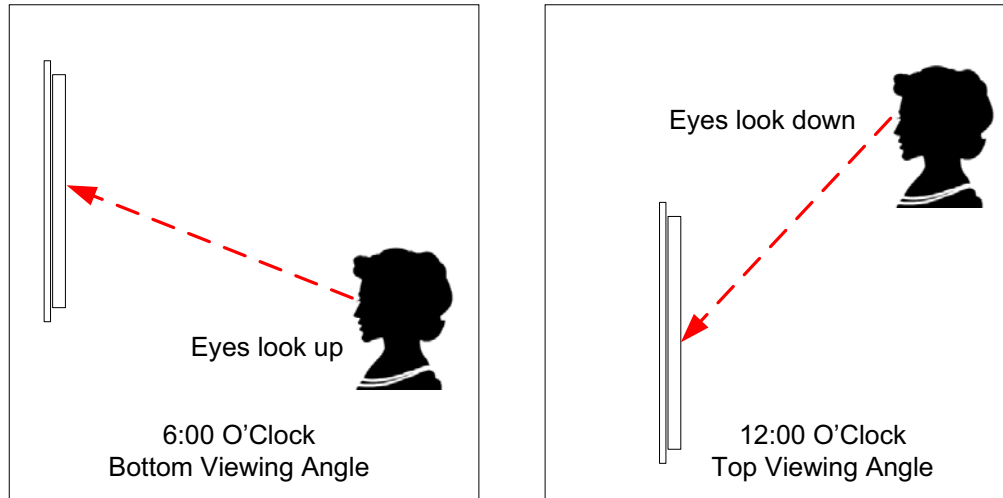 Eyes look up
6:00 O’Clock
Bottom Viewing Angle
Eyes look down
12:00 O’Clock
Top Viewing Angle